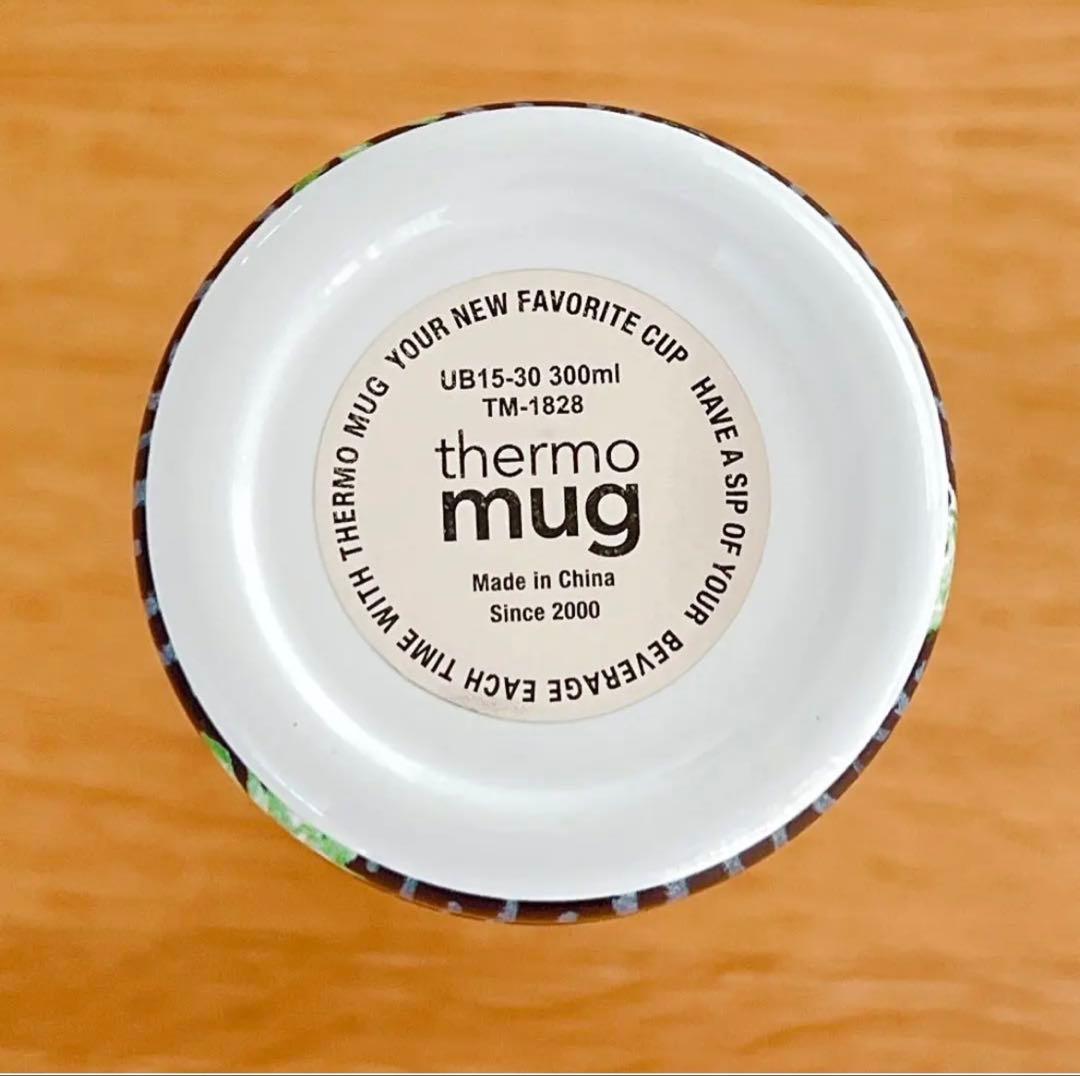 YOUR NEW FAVORITE CUP HAVE A SIP OF YOUR BEVERAGE EACH TIME WITH THERMO MUG
UB15-30 300ml
TM-1828
thermo
mug
Made in China
Since 2000